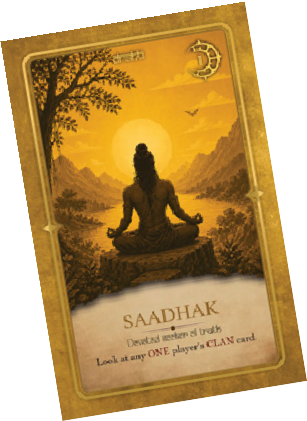 SAADHAK
Devoted seeker of truth
Look at any ONE player's CLAN card